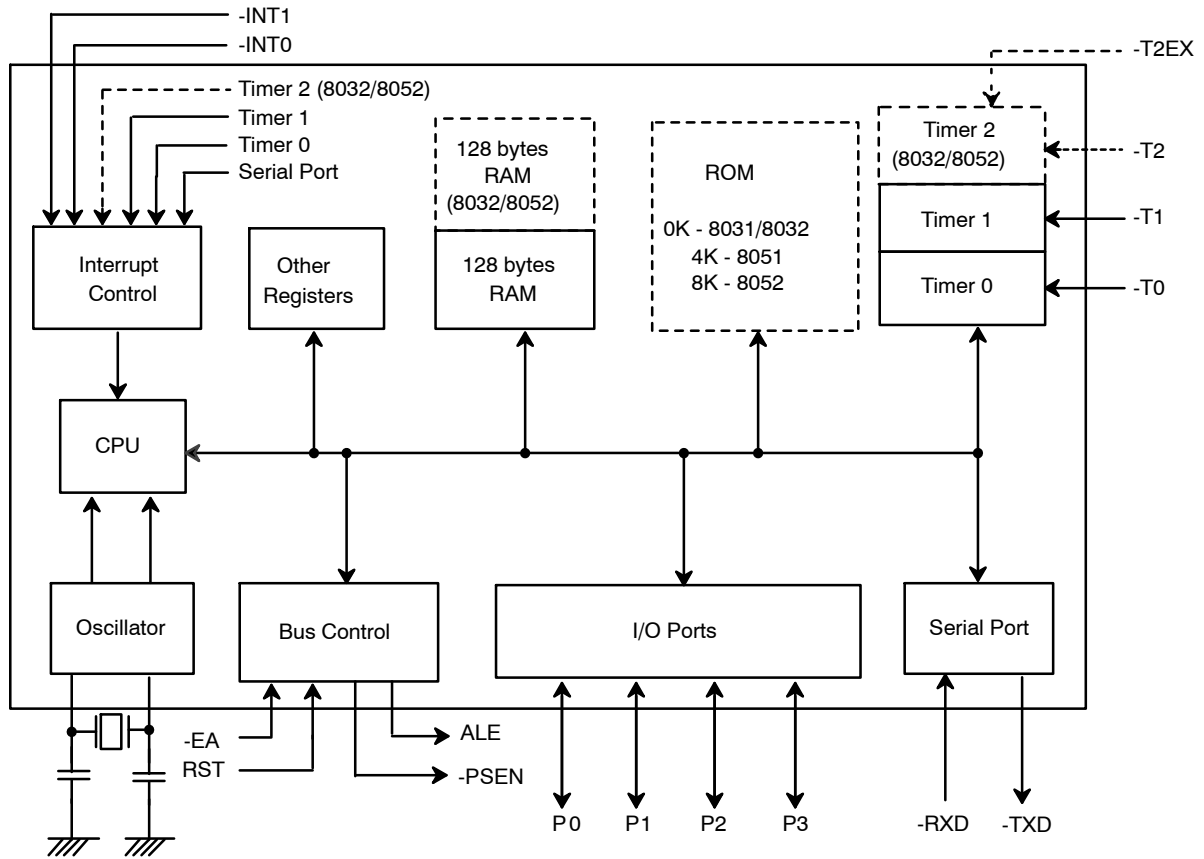 -INT1
-INT0
-T2EX
Timer 2 (8032/8052)
Timer 1
Timer 0
Serial Port
128 bytes
RAM
(8032/8052)
128 bytes
RAM
ROM
0K - 8031/8032
4K - 8051
8K - 8052
Timer 2
(8032/8052)
-T2
Timer 1
-T1
Timer 0
-T0
Interrupt
Control
Other
Registers
CPU
Oscillator
Bus Control
I/O Ports
Serial Port
-EA
RST
ALE
-PSEN
P0
P1
P2
P3
-RXD
-TXD